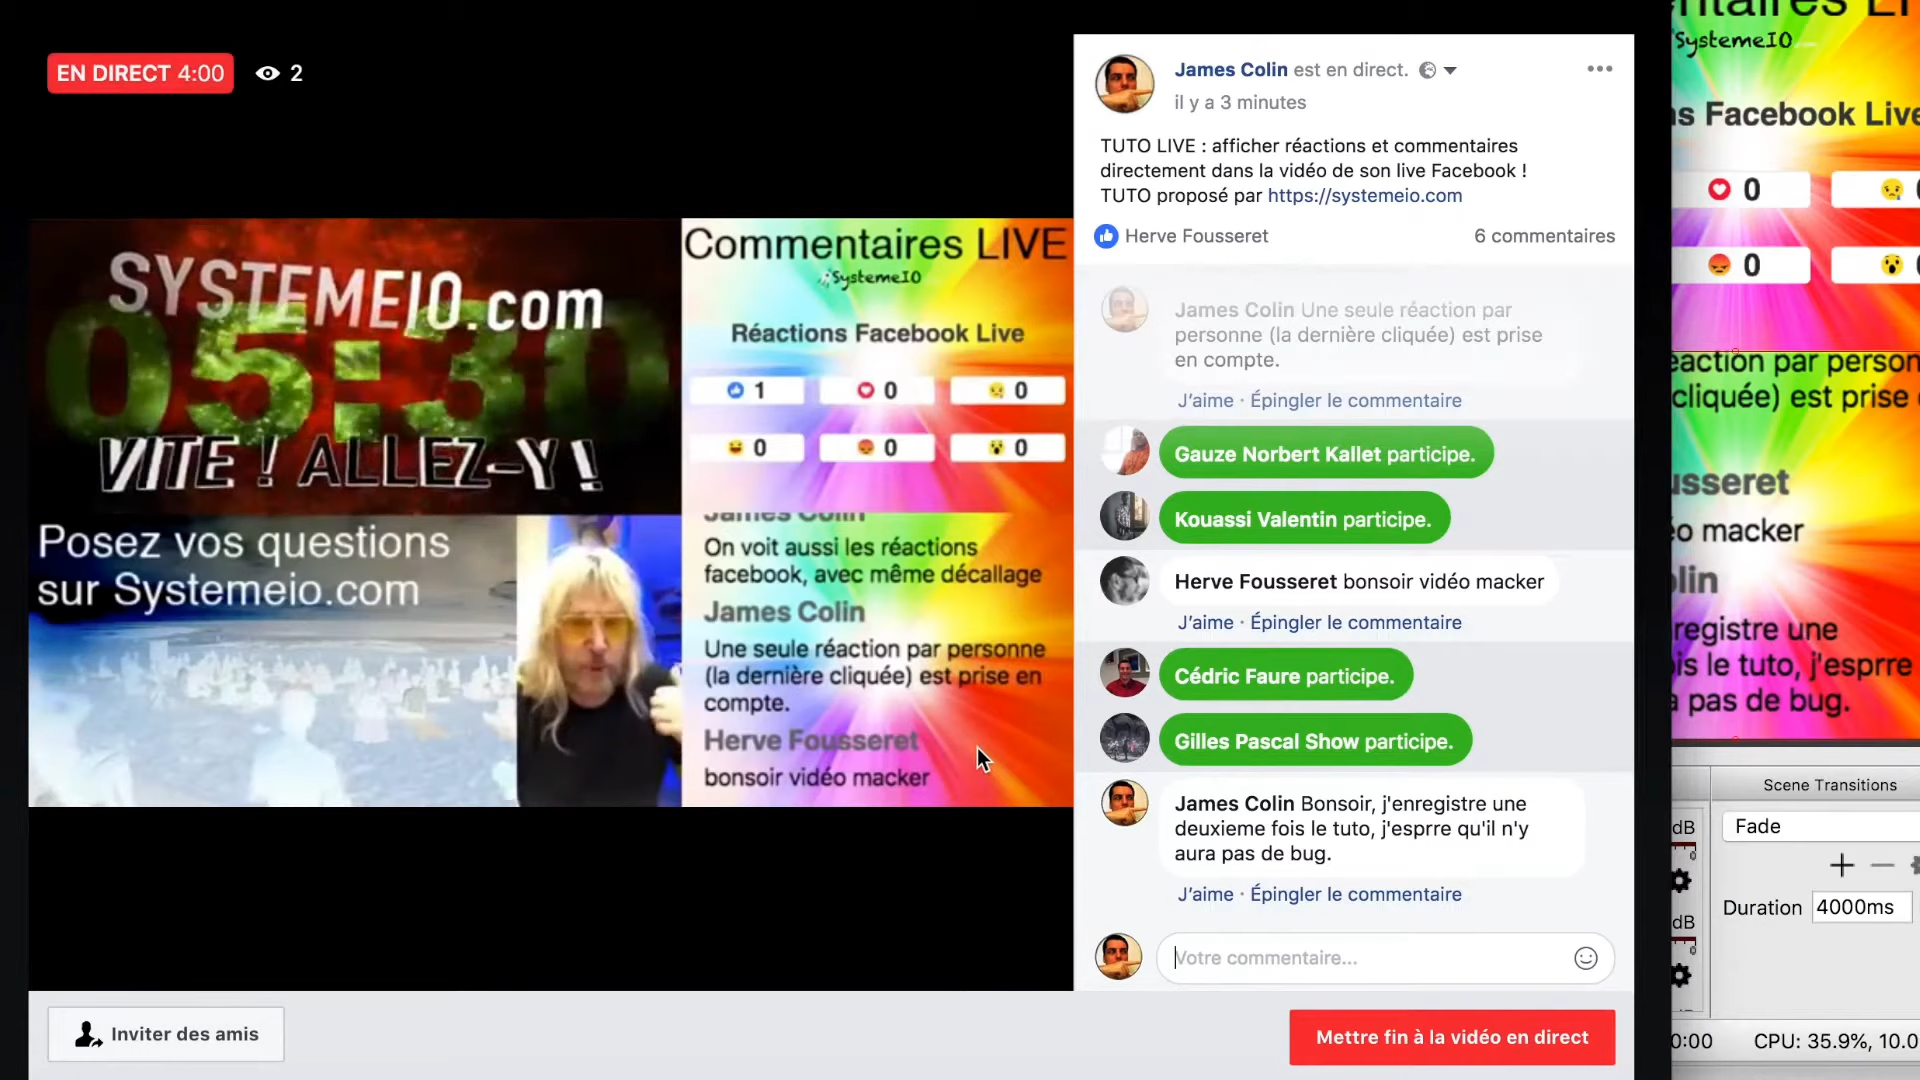 EN DIRECT 4:00
2
SYSTEMEIO.com
05:30
VITE ! ALLEZ-Y !
Posez vos questions
sur Systemeio.com
Commentaires LIVE
SystemeIO
Réactions Facebook Live
1
0
0
0
0
0
James Colin
On voit aussi les réactions
facebook, avec même décallage
James Colin
Une seule réaction par personne
(la dernière cliquée) est prise en
compte.
Herve Fousseret
bonsoir vidéo macker
James Colin est en direct.
il y a 3 minutes
TUTO LIVE : afficher réactions et commentaires
directement dans la vidéo de son live Facebook !
TUTO proposé par https://systemeio.com
Herve Fousseret
6 commentaires
James Colin Une seule réaction par
personne (la dernière cliquée) est prise
en compte.
J'aime · Épingler le commentaire
Gauze Norbert Kallet participe.
Kouassi Valentin participe.
Herve Fousseret bonsoir vidéo macker
J'aime · Épingler le commentaire
Cédric Faure participe.
Gilles Pascal Show participe.
James Colin Bonsoir, j'enregistre une
deuxieme fois le tuto, j'esprre qu'il n'y
aura pas de bug.
J'aime · Épingler le commentaire
Votre commentaire...
Inviter des amis
Mettre fin à la vidéo en direct
ntaires LI
SystemeIO
s Facebook Live
0
0
eaction par person
cliquée) est prise
usseret
éo macker
olin
registre une
is le tuto, j'esprre
a pas de bug.
Scene Transitions
dB
0
Fade
Duration 4000ms
dB
0
0:00
CPU: 35.9%, 10.0